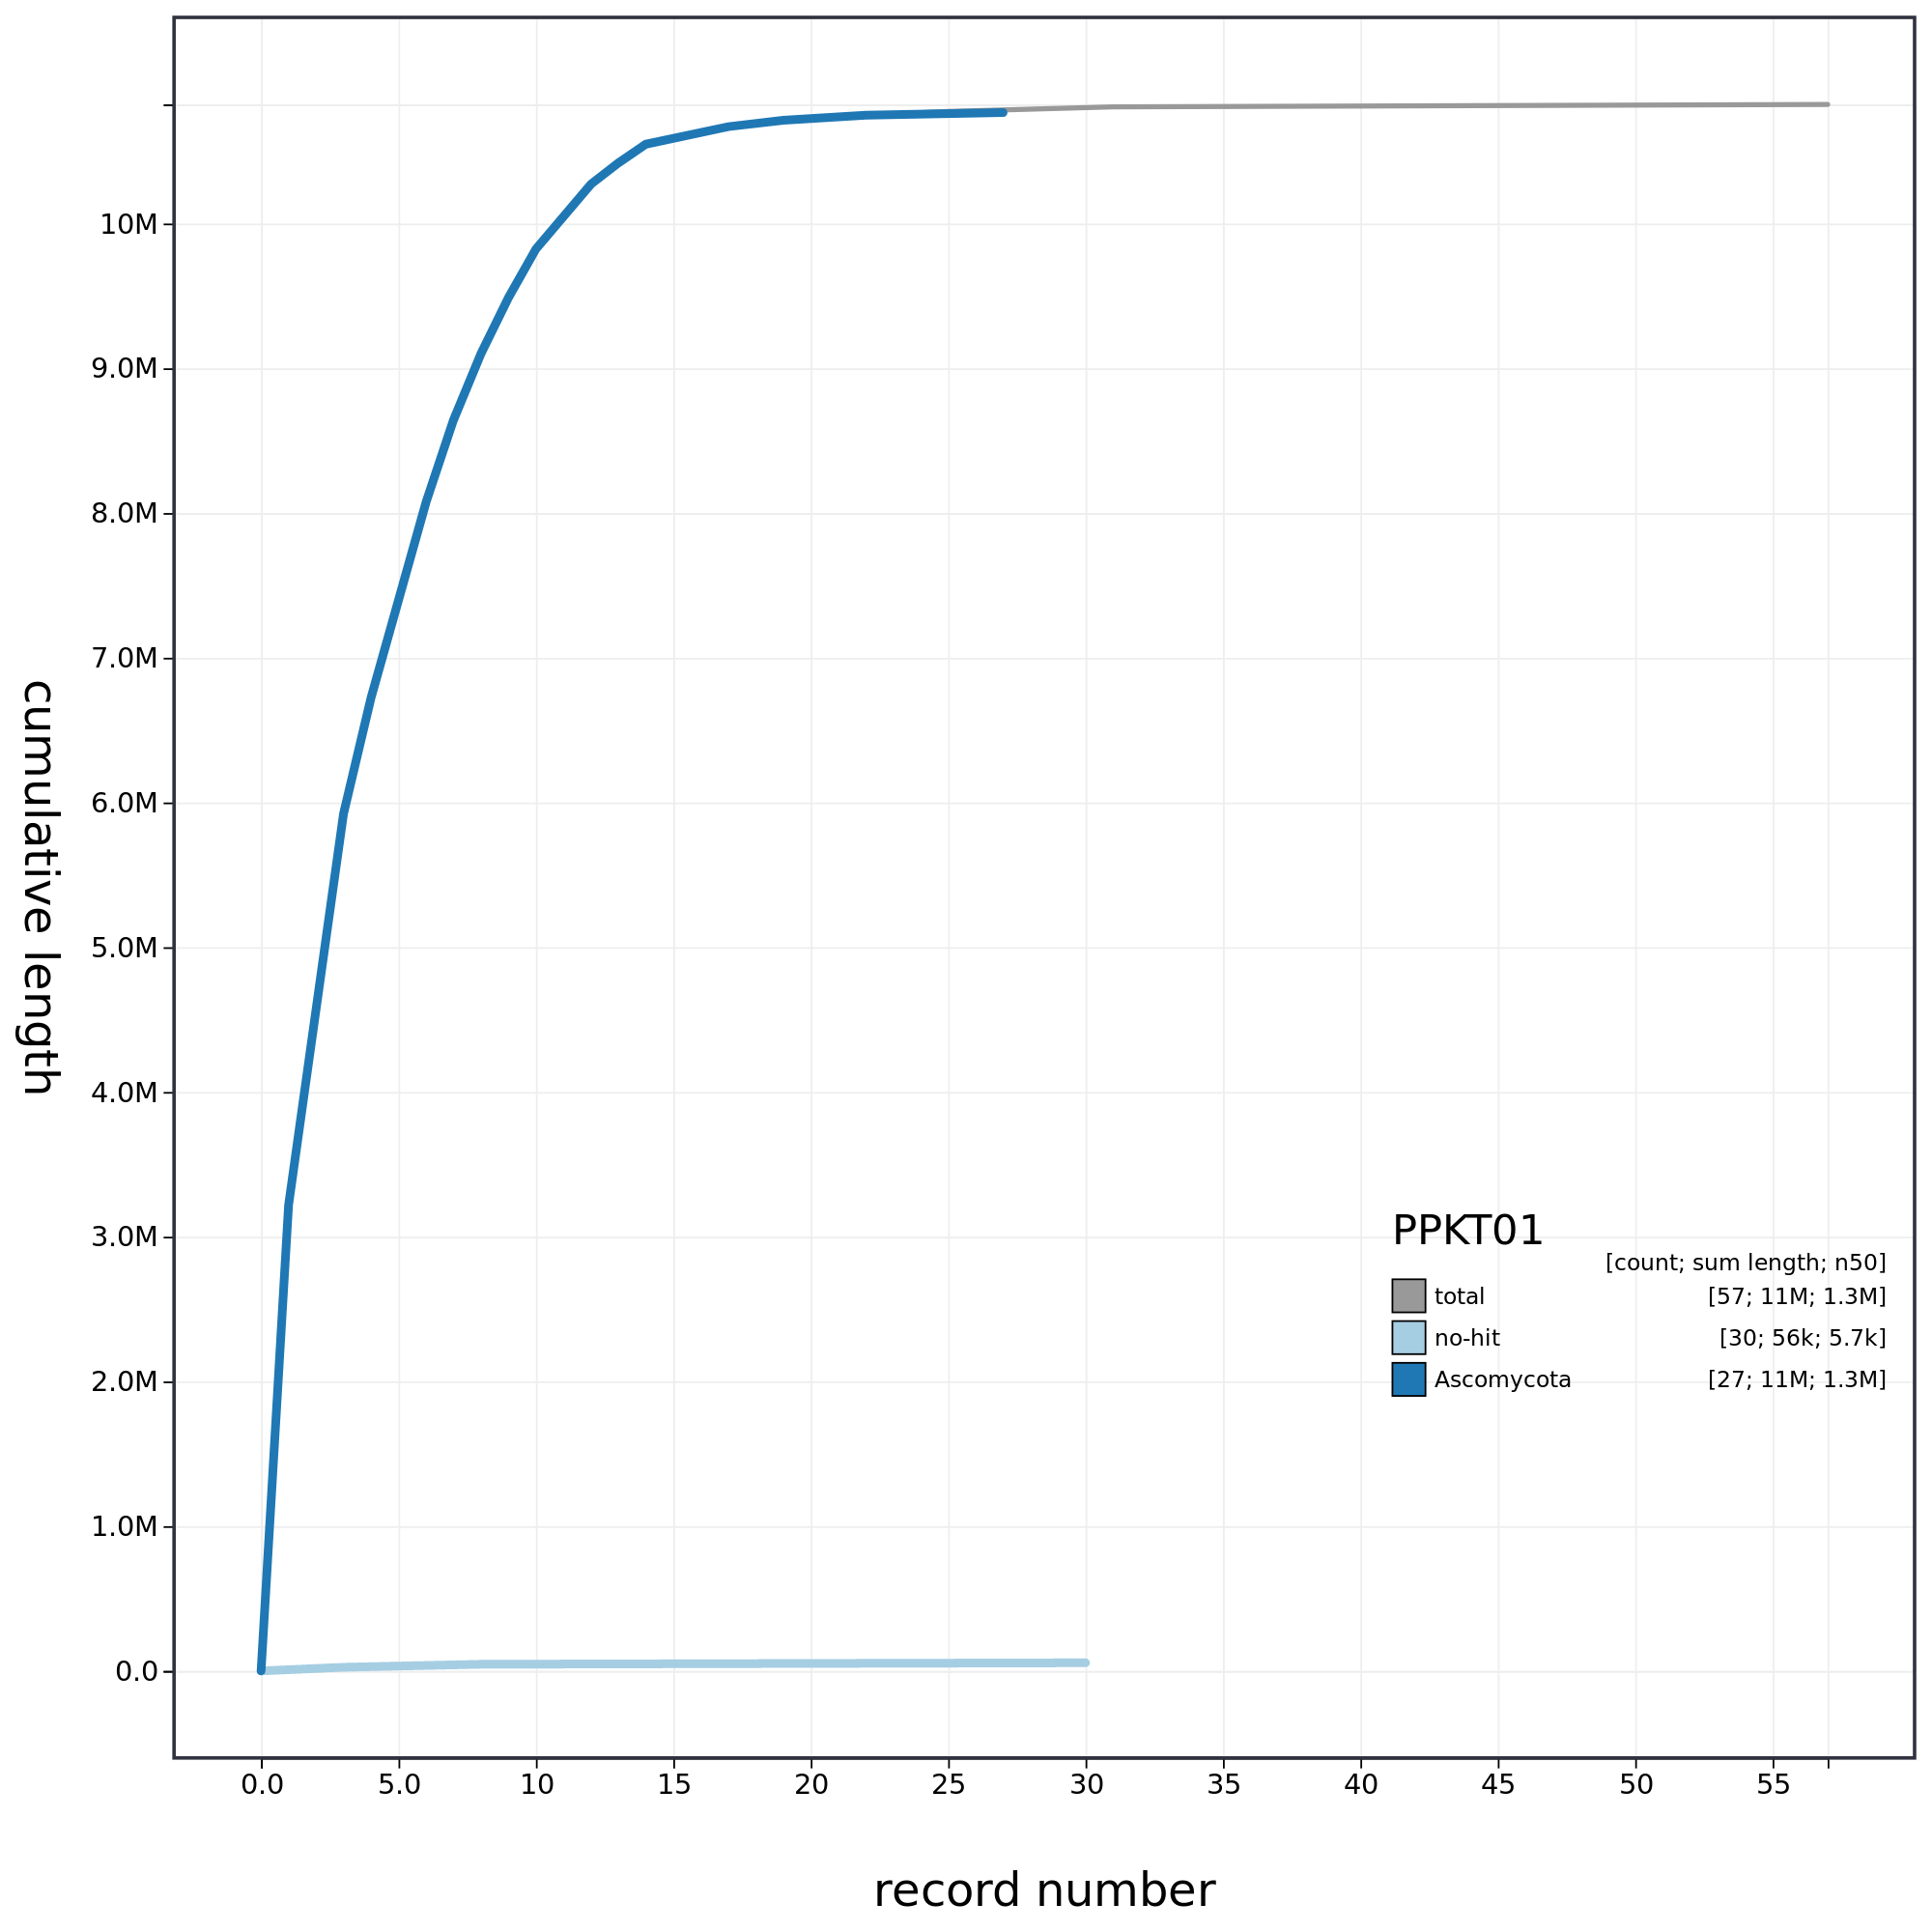 cumulative length
10M
9.0M
8.0M
7.0M
6.0M
5.0M
4.0M
3.0M
2.0M
1.0M
0.0
PPKT01
[count; sum length; n50]
total [57; 11M; 1.3M]
no-hit [30; 56k; 5.7k]
Ascomycota [27; 11M; 1.3M]
0.0 5.0 10 15 20 25 30 35 40 45 50 55
record number